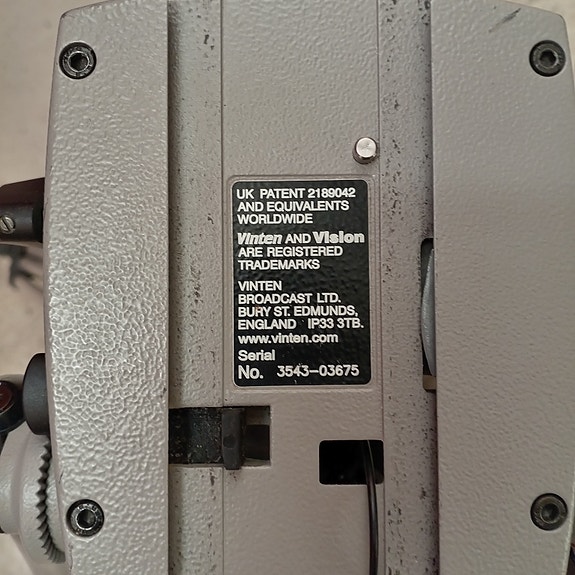 UK PATENT 2189042
AND EQUIVALENTS
WORLDWIDE
Vinten AND Vision
ARE REGISTERED
TRADEMARKS
VINTEN
BROADCAST LTD.
BURY ST. EDMUNDS,
ENGLAND IP33 3TB.
www.vinten.com
Serial
No. 3543-03675